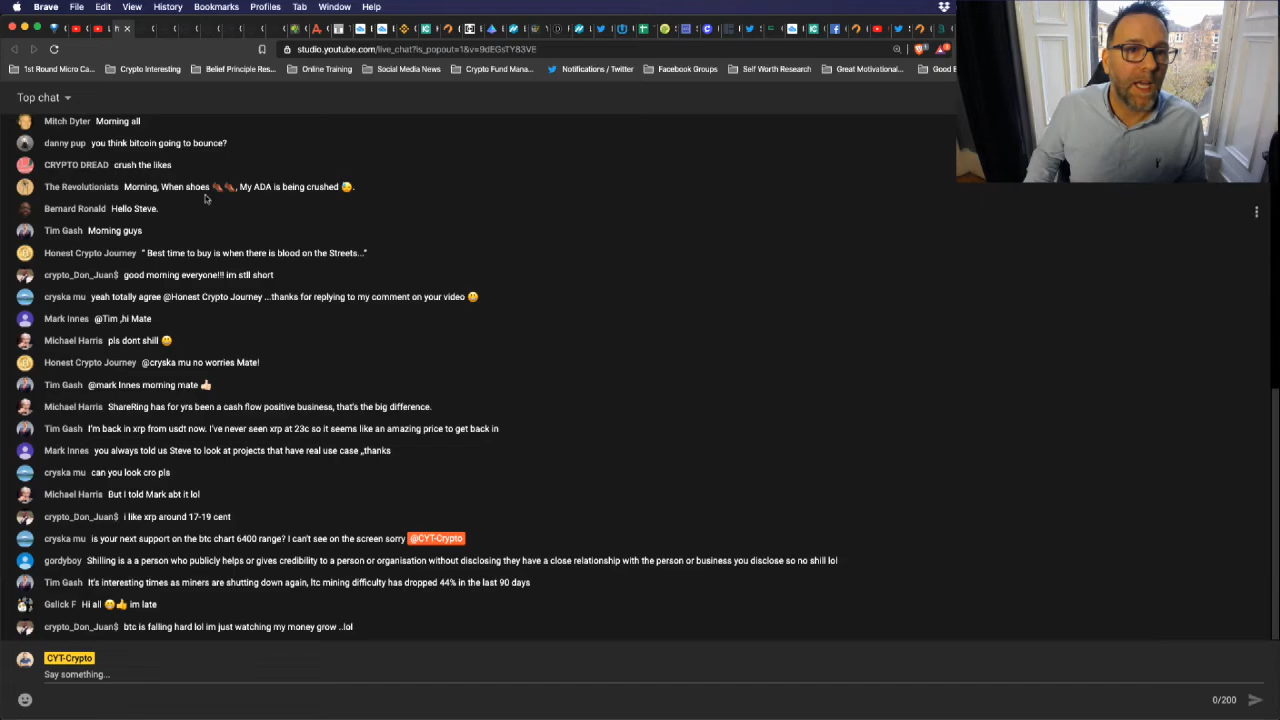 Brave File Edit View History Bookmarks Profiles Tab Window Help
studio.youtube.com/live_chat?is_popout=1&v=9dEGsTY83VE
1st Round Micro Ca... Crypto Interesting Belief Principle Res... Online Training Social Media News Crypto Fund Mana... Notifications / Twitter Facebook Groups Self Worth Research Great Motivational... Good B
Top chat
Mitch Dyter Morning all
danny pup you think bitcoin going to bounce?
CRYPTO DREAD crush the likes
The Revolutionists Morning, When shoes 👞👞, My ADA is being crushed 😥.
Bernard Ronald Hello Steve.
Tim Gash Morning guys
Honest Crypto Journey “ Best time to buy is when there is blood on the Streets...”
crypto_Don_Juan$ good morning everyone!!! im stll short
cryska mu yeah totally agree @Honest Crypto Journey ...thanks for replying to my comment on your video 🙂
Mark Innes @Tim ,hi Mate
Michael Harris pls dont shill 🙂
Honest Crypto Journey @cryska mu no worries Mate!
Tim Gash @mark Innes morning mate 👍🏻
Michael Harris ShareRing has for yrs been a cash flow positive business, that's the big difference.
Tim Gash I'm back in xrp from usdt now. I've never seen xrp at 23c so it seems like an amazing price to get back in
Mark Innes you always told us Steve to look at projects that have real use case ,,thanks
cryska mu can you look cro pls
Michael Harris But I told Mark abt it lol
crypto_Don_Juan$ i like xrp around 17-19 cent
cryska mu is your next support on the btc chart 6400 range? I can't see on the screen sorry @CYT-Crypto
gordyboy Shilling is a a person who publicly helps or gives credibility to a person or organisation without disclosing they have a close relationship with the person or business you disclose so no shill lol
Tim Gash It's interesting times as miners are shutting down again, ltc mining difficulty has dropped 44% in the last 90 days
Gslick F Hi all 😁👍 im late
crypto_Don_Juan$ btc is falling hard lol im just watching my money grow ..lol
CYT-Crypto
Say something...
0/200